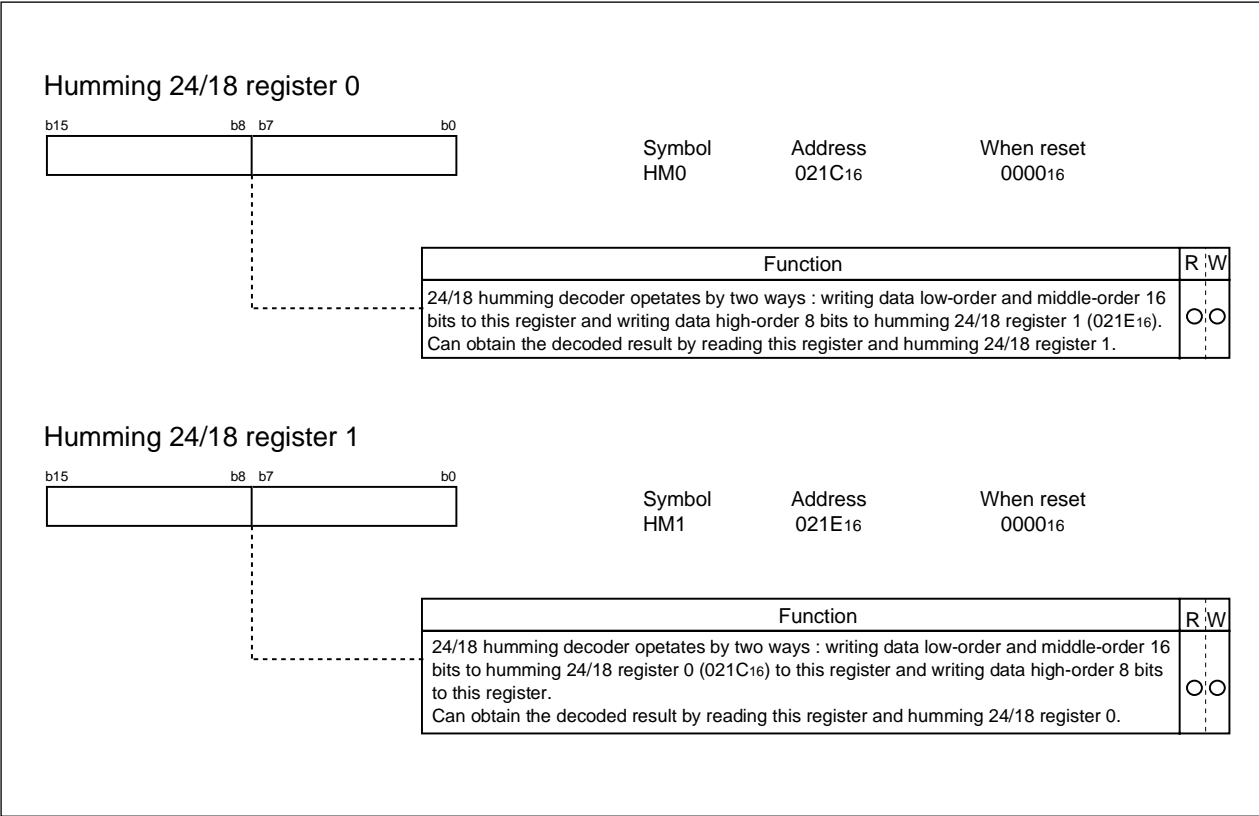 Humming 24/18 register 0
b15 b8 b7 b0
Symbol Address When reset
HM0 021C16 000016
Function R W
24/18 humming decoder opetates by two ways : writing data low-order and middle-order 16
bits to this register and writing data high-order 8 bits to humming 24/18 register 1 (021E16).
Can obtain the decoded result by reading this register and humming 24/18 register 1.
Humming 24/18 register 1
b15 b8 b7 b0
Symbol Address When reset
HM1 021E16 000016
Function R W
24/18 humming decoder opetates by two ways : writing data low-order and middle-order 16
bits to humming 24/18 register 0 (021C16) to this register and writing data high-order 8 bits
to this register.
Can obtain the decoded result by reading this register and humming 24/18 register 0.